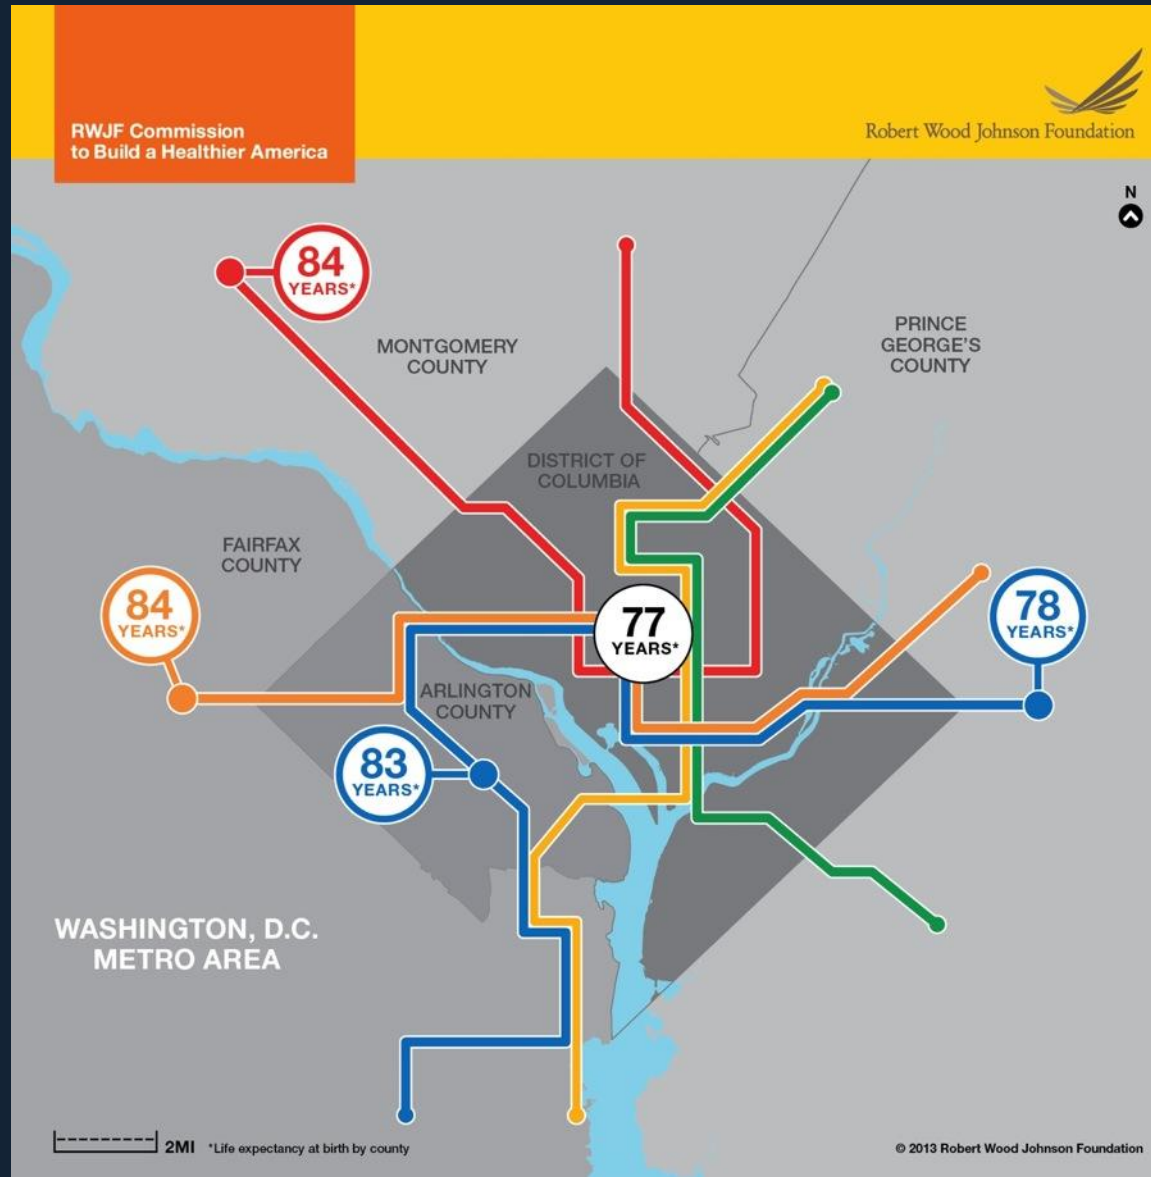 RWJF Commission
to Build a Healthier America
Robert Wood Johnson Foundation
N
84
YEARS*
MONTGOMERY
COUNTY
PRINCE
GEORGE'S
COUNTY
DISTRICT OF
COLUMBIA
FAIRFAX
COUNTY
84
YEARS*
77
YEARS*
78
YEARS*
ARLINGTON
COUNTY
83
YEARS*
WASHINGTON, D.C.
METRO AREA
2MI *Life expectancy at birth by county
© 2013 Robert Wood Johnson Foundation